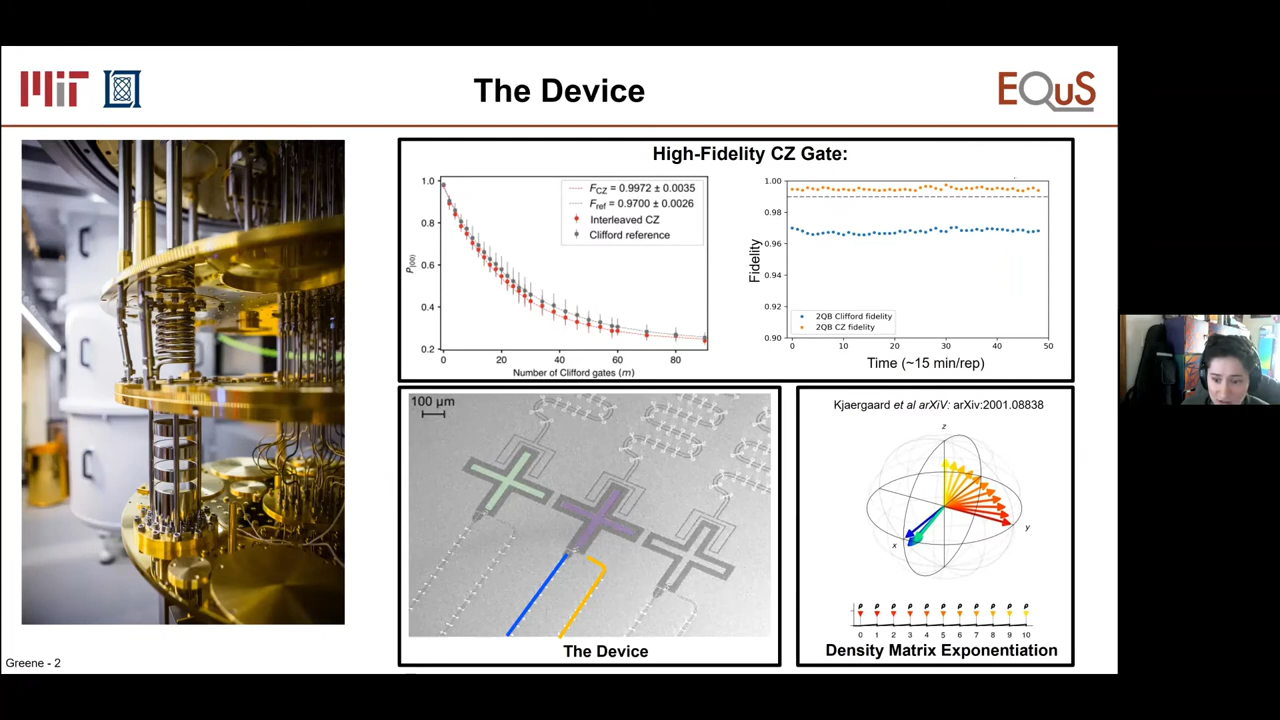 MIT
The Device
EQuS
High-Fidelity CZ Gate:
1.0
0.8
0.6
0.4
0.2
P|00⟩
F_CZ = 0.9972 ± 0.0035
F_ref = 0.9700 ± 0.0026
Interleaved CZ
Clifford reference
0 20 40 60 80
Number of Clifford gates (m)
1.00
0.98
0.96
0.94
0.92
0.90
Fidelity
2QB Clifford fidelity
2QB CZ fidelity
0 10 20 30 40 50
Time (~15 min/rep)
100 µm
The Device
Kjaergaard et al arXiV: arXiv:2001.08838
z
y
x
ρ ρ ρ ρ ρ ρ ρ ρ ρ ρ ρ
0 1 2 3 4 5 6 7 8 9 10
Density Matrix Exponentiation
Greene - 2